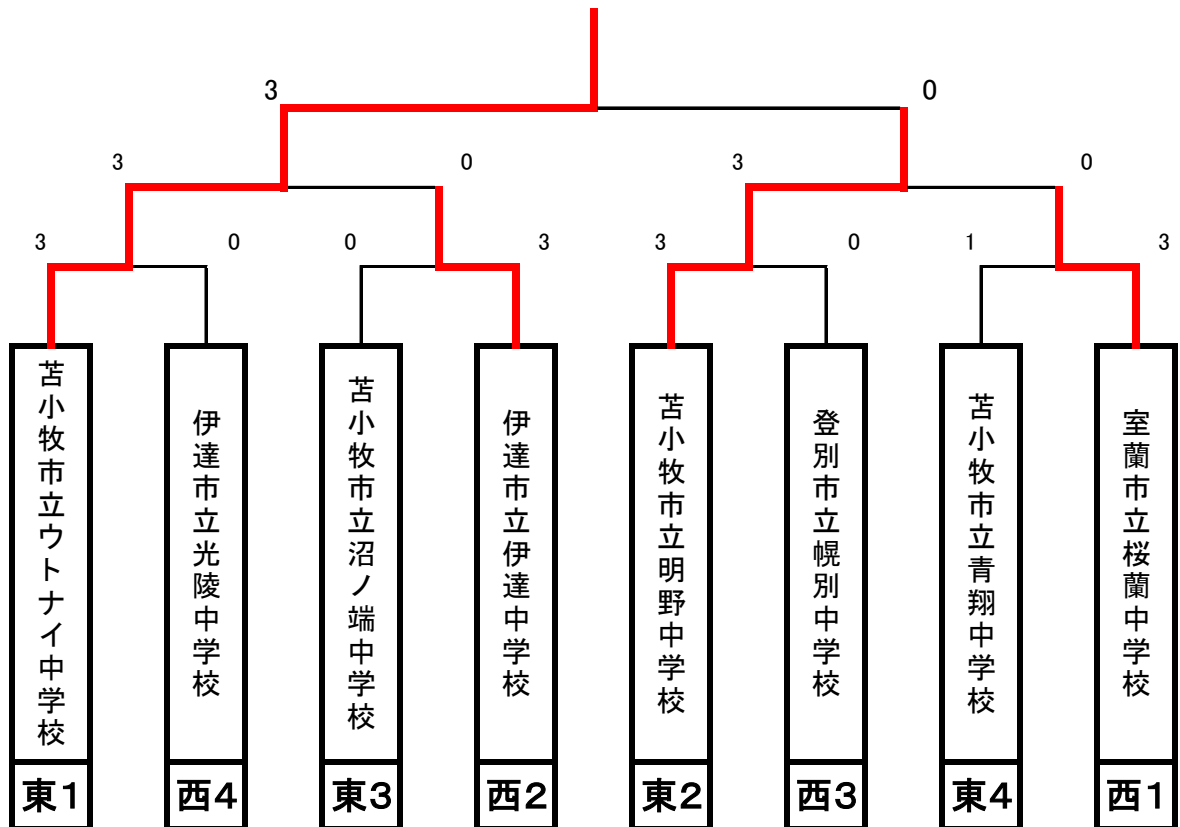 3
0
3
0
3
0
3
0
0
3
3
0
1
3
苫小牧市立ウトナイ中学校
伊達市立光陵中学校
苫小牧市立沼ノ端中学校
伊達市立伊達中学校
苫小牧市立明野中学校
登別市立幌別中学校
苫小牧市立青翔中学校
室蘭市立桜蘭中学校
東1
西4
東3
西2
東2
西3
東4
西1